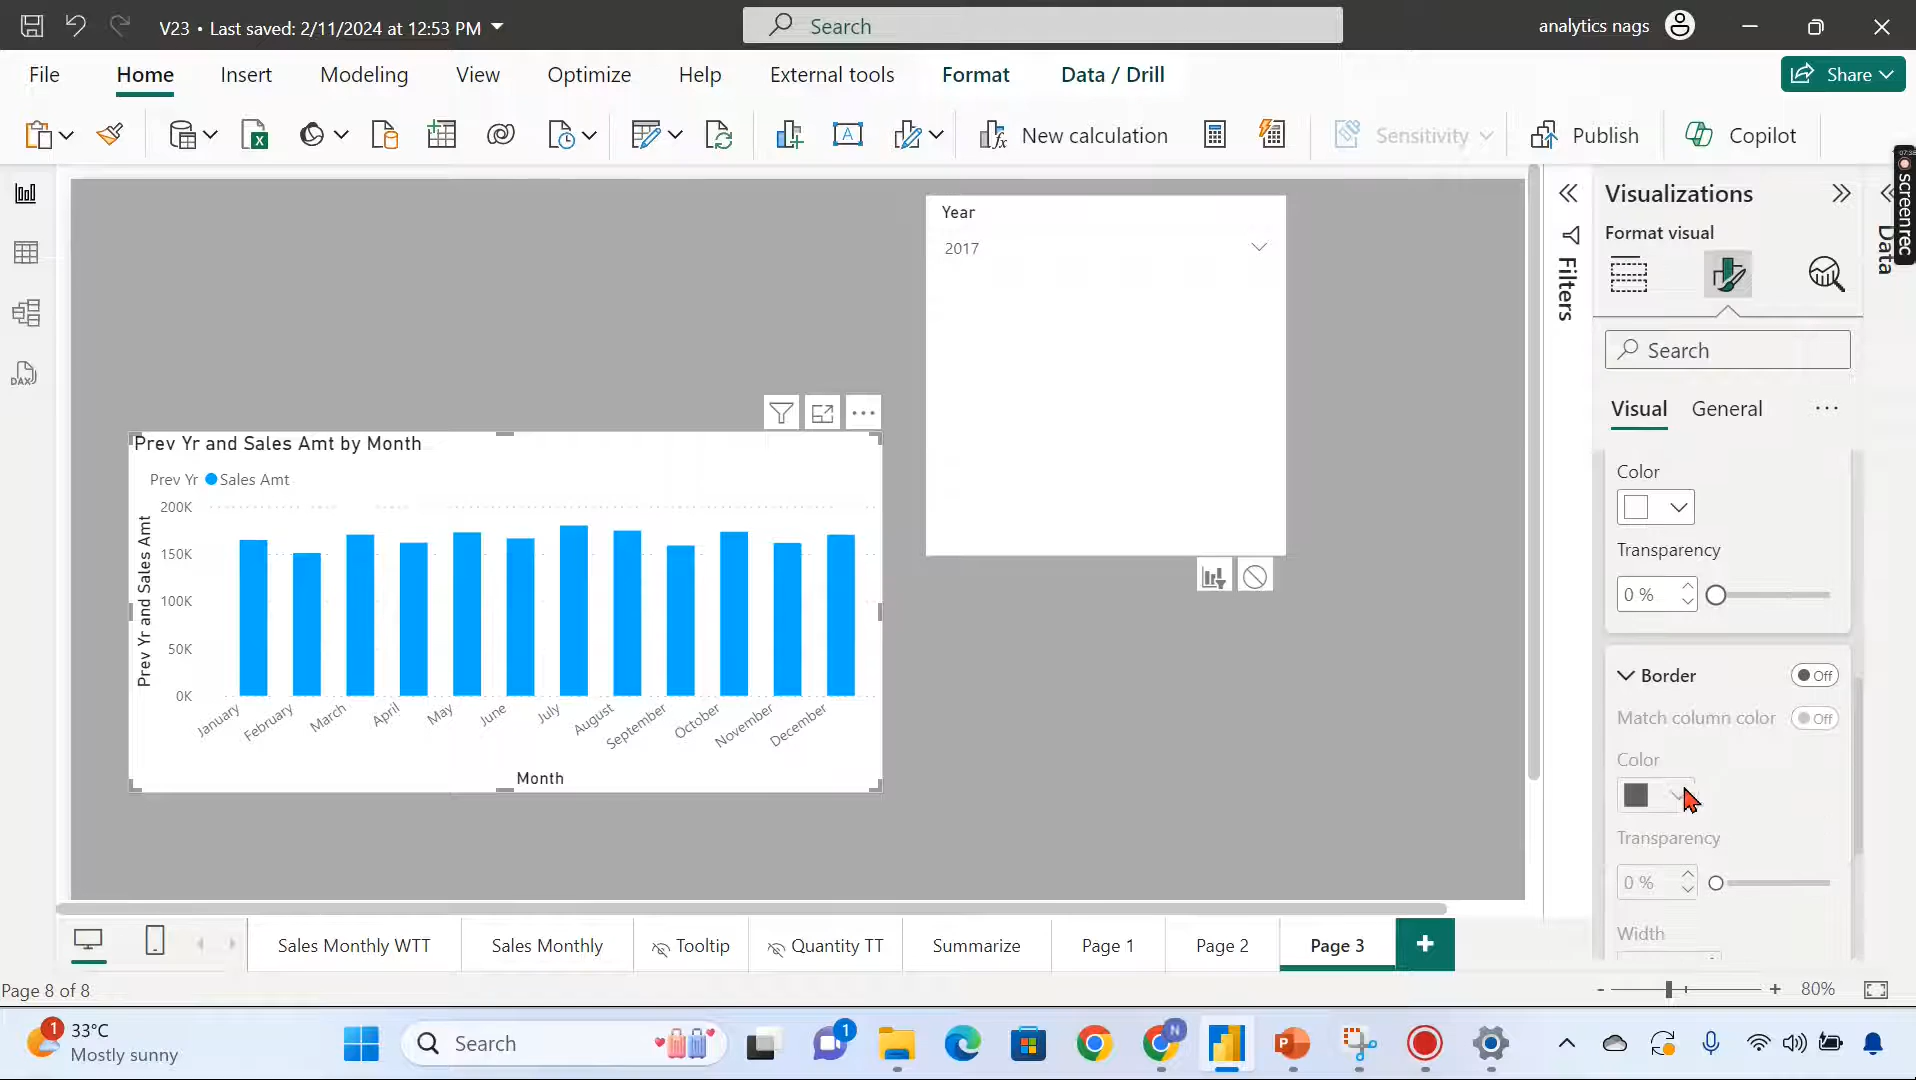 V23 • Last saved: 2/11/2024 at 12:53 PM
Search
analytics nags
File
Home
Insert
Modeling
View
Optimize
Help
External tools
Format
Data / Drill
Share
New calculation
Sensitivity
Publish
Copilot
screenrec
Visualizations
Format visual
Data
Filters
Search
Visual
General
Color
Transparency
0 %
Border
Off
Match column color
Off
Color
Transparency
0 %
Width
DAX
Year
2017
Prev Yr and Sales Amt by Month
Prev Yr
Sales Amt
Prev Yr and Sales Amt
200K
150K
100K
50K
0K
January
February
March
April
May
June
July
August
September
October
November
December
Month
Sales Monthly WTT
Sales Monthly
Tooltip
Quantity TT
Summarize
Page 1
Page 2
Page 3
+
Page 8 of 8
-
+
80%
1
33°C
Mostly sunny
Search
1
N
P